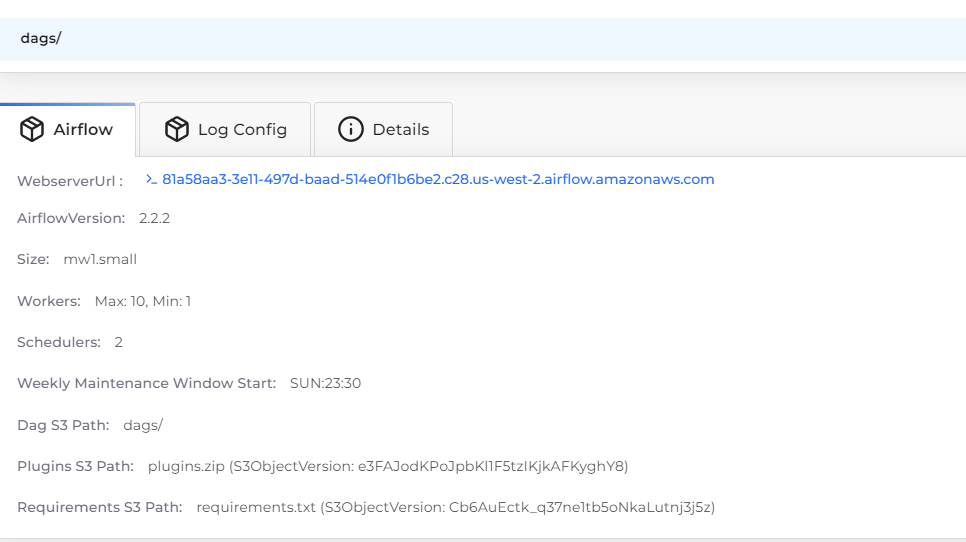 dags/
Airflow
Log Config
Details
WebserverUrl : >_ 81a58aa3-3e11-497d-baad-514e0f1b6be2.c28.us-west-2.airflow.amazonaws.com
AirflowVersion: 2.2.2
Size: mw1.small
Workers: Max: 10, Min: 1
Schedulers: 2
Weekly Maintenance Window Start: SUN:23:30
Dag S3 Path: dags/
Plugins S3 Path: plugins.zip (S3ObjectVersion: e3FAJodKPoJpbKl1F5tzIKjkAFKyghY8)
Requirements S3 Path: requirements.txt (S3ObjectVersion: Cb6AuEctk_q37ne1tb5oNkaLutnj3j5z)